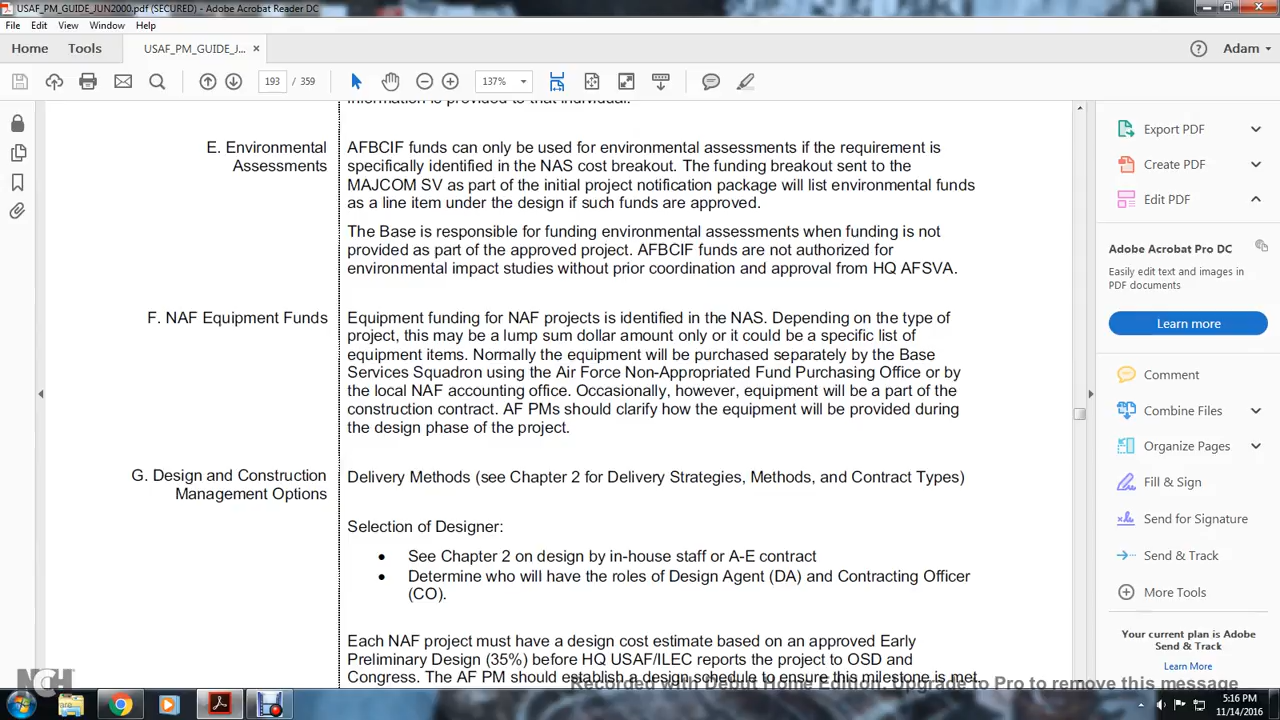 USAF_PM_GUIDE_JUN2000.pdf (SECURED) - Adobe Acrobat Reader DC
File Edit View Window Help
Home Tools USAF_PM_GUIDE_J... × Adam
193 / 359 137%
information is provided to that individual.
E. Environmental
Assessments
AFBCIF funds can only be used for environmental assessments if the requirement is
specifically identified in the NAS cost breakout. The funding breakout sent to the
MAJCOM SV as part of the initial project notification package will list environmental funds
as a line item under the design if such funds are approved.
The Base is responsible for funding environmental assessments when funding is not
provided as part of the approved project. AFBCIF funds are not authorized for
environmental impact studies without prior coordination and approval from HQ AFSVA.
F. NAF Equipment Funds
Equipment funding for NAF projects is identified in the NAS. Depending on the type of
project, this may be a lump sum dollar amount only or it could be a specific list of
equipment items. Normally the equipment will be purchased separately by the Base
Services Squadron using the Air Force Non-Appropriated Fund Purchasing Office or by
the local NAF accounting office. Occasionally, however, equipment will be a part of the
construction contract. AF PMs should clarify how the equipment will be provided during
the design phase of the project.
G. Design and Construction
Management Options
Delivery Methods (see Chapter 2 for Delivery Strategies, Methods, and Contract Types)
Selection of Designer:
• See Chapter 2 on design by in-house staff or A-E contract
• Determine who will have the roles of Design Agent (DA) and Contracting Officer
(CO).
Each NAF project must have a design cost estimate based on an approved Early
Preliminary Design (35%) before HQ USAF/ILEC reports the project to OSD and
Congress. The AF PM should establish a design schedule to ensure this milestone is met
Export PDF
Create PDF
Edit PDF
Adobe Acrobat Pro DC
Easily edit text and images in
PDF documents
Learn more
Comment
Combine Files
Organize Pages
Fill & Sign
Send for Signature
Send & Track
More Tools
Your current plan is Adobe
Send & Track
Learn More
NCH
Recorded with Debut Home Edition. Upgrade to Pro to remove this message
5:16 PM
11/14/2016